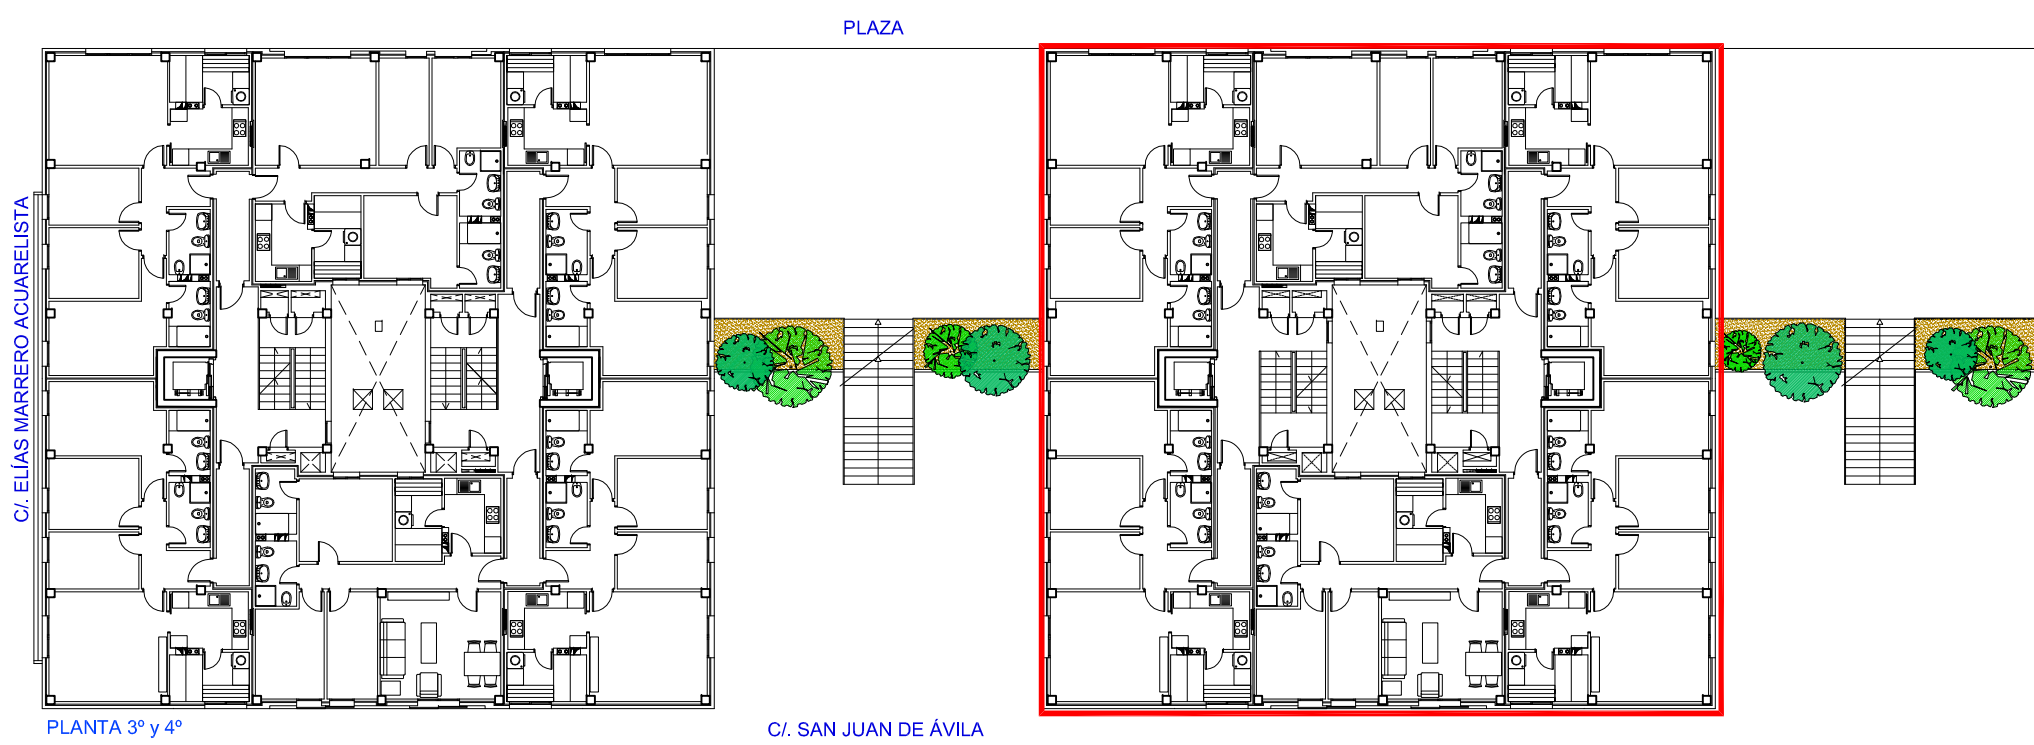 PLAZA
C/. ELÍAS MARRERO ACUARELISTA
PLANTA 3º y 4º
C/. SAN JUAN DE ÁVILA